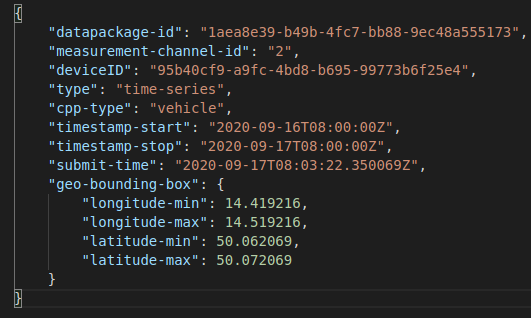 {
"datapackage-id": "1aea8e39-b49b-4fc7-bb88-9ec48a555173",
"measurement-channel-id": "2",
"deviceID": "95b40cf9-a9fc-4bd8-b695-99773b6f25e4",
"type": "time-series",
"cpp-type": "vehicle",
"timestamp-start": "2020-09-16T08:00:00Z",
"timestamp-stop": "2020-09-17T08:00:00Z",
"submit-time": "2020-09-17T08:03:22.350069Z",
"geo-bounding-box": {
"longitude-min": 14.419216,
"longitude-max": 14.519216,
"latitude-min": 50.062069,
"latitude-max": 50.072069
}
}